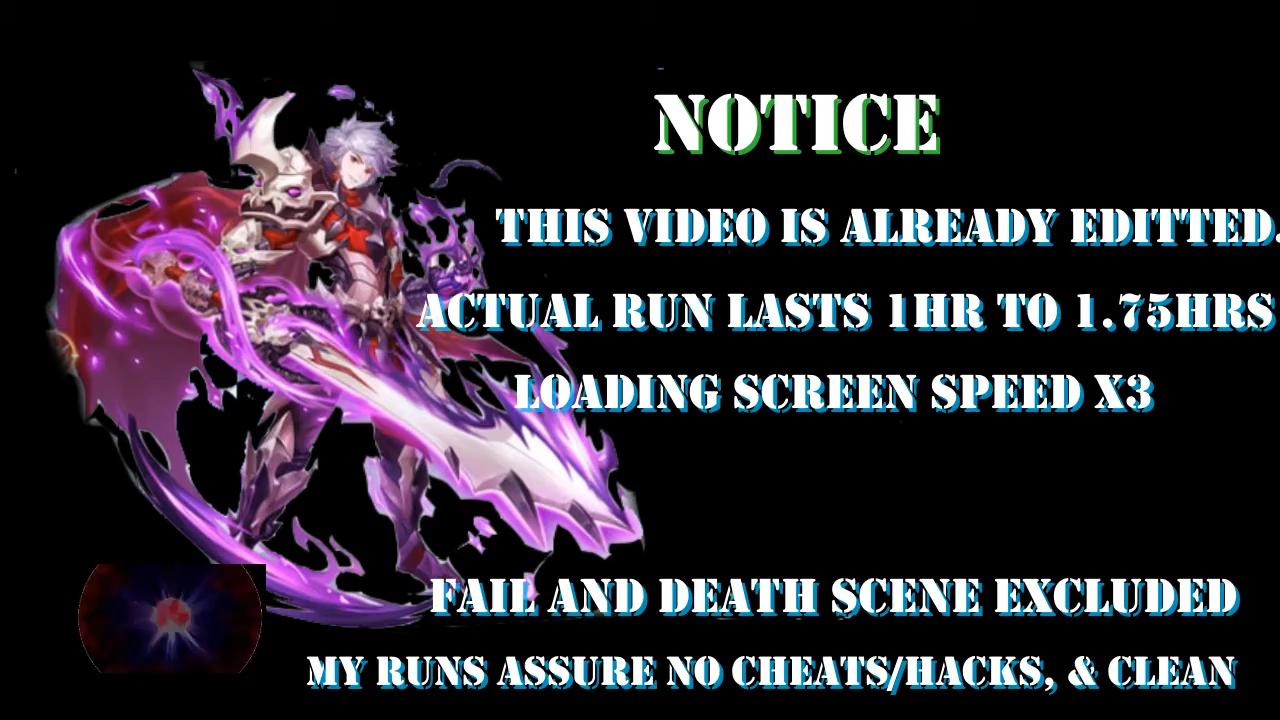 NOTICE
THIS VIDEO IS ALREADY EDITTED.
ACTUAL RUN LASTS 1HR TO 1.75HRS
LOADING SCREEN SPEED X3
FAIL AND DEATH SCENE EXCLUDED
MY RUNS ASSURE NO CHEATS/HACKS, & CLEAN